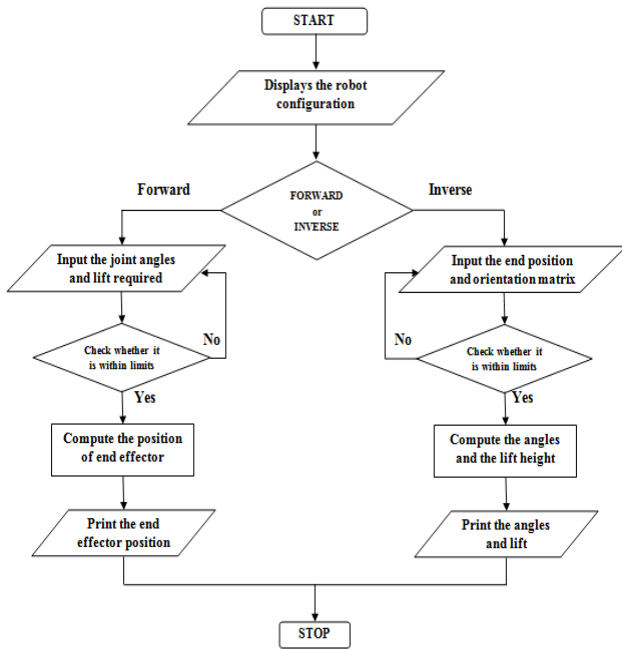 START
Displays the robot
configuration
Forward
FORWARD
or
INVERSE
Inverse
Input the joint angles
and lift required
No
Check whether it
is within limits
Yes
Compute the position
of end effector
Print the end
effector position
Input the end position
and orientation matrix
No
Check whether it
is within limits
Yes
Compute the angles
and the lift height
Print the angles
and lift
STOP